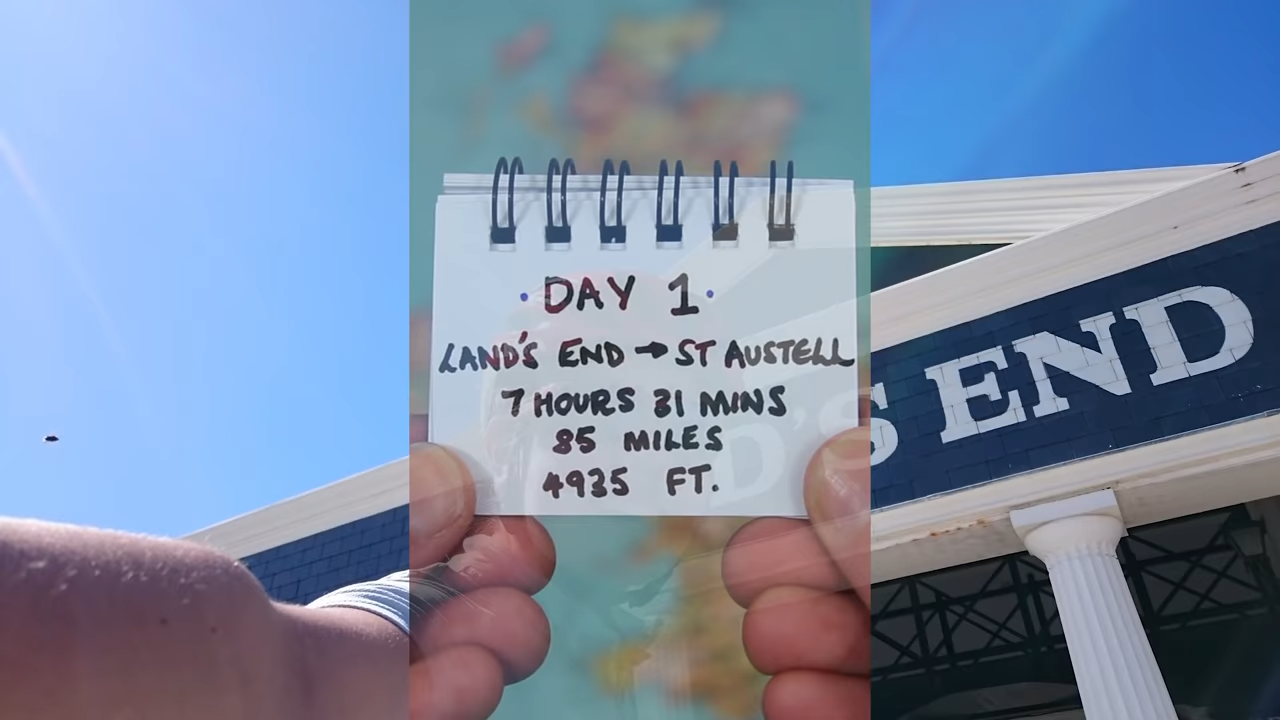 DAY 1
LAND'S END → ST AUSTELL
7 HOURS 31 MINS
85 MILES
4935 FT.
D'S END